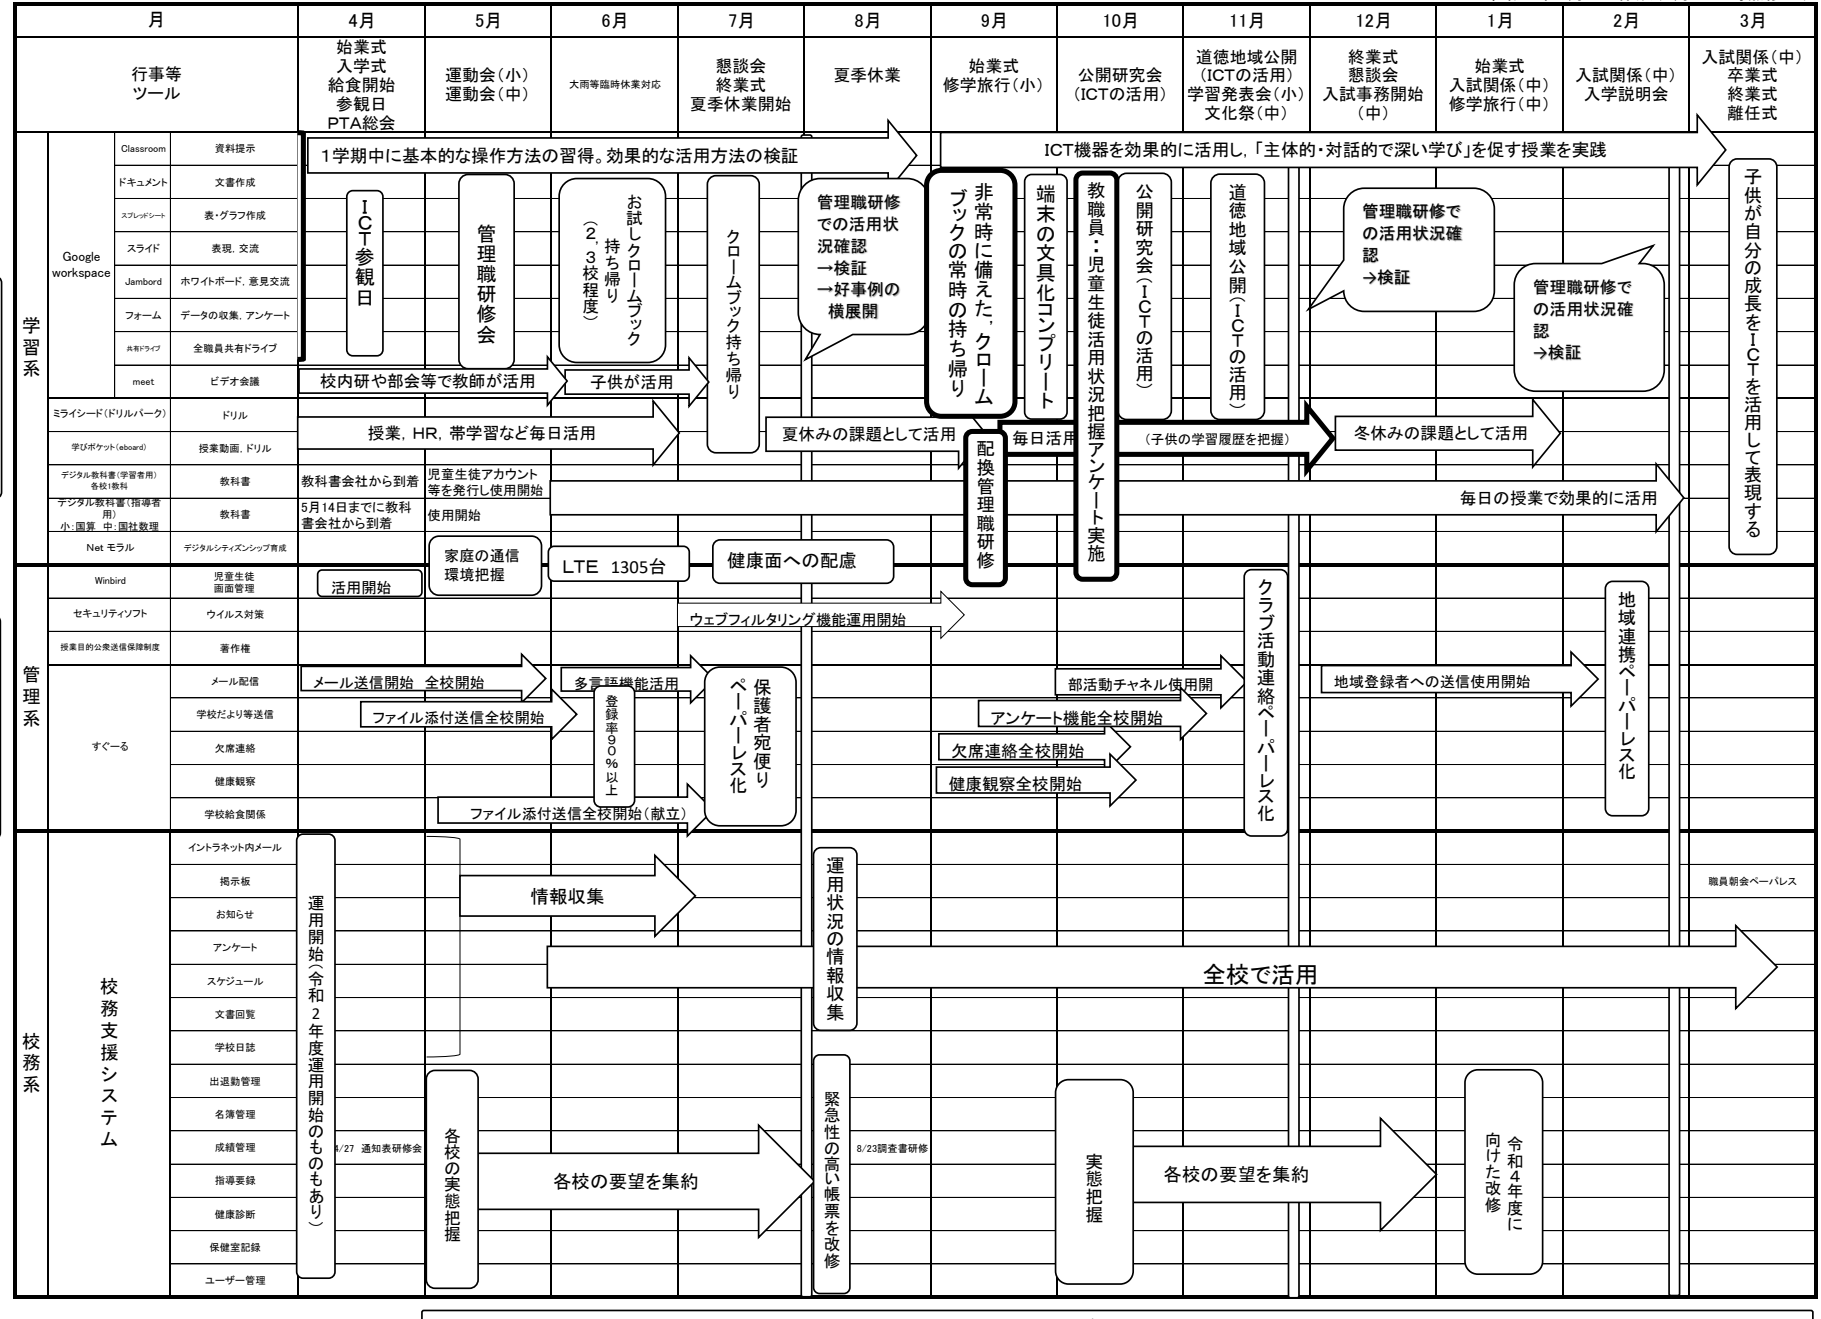 月
4月
5月
6月
7月
8月
9月
10月
11月
12月
1月
2月
3月
行事等
ツール
始業式
入学式
給食開始
参観日
PTA総会
運動会(小)
運動会(中)
大雨等臨時休業対応
懇談会
終業式
夏季休業開始
夏季休業
始業式
修学旅行(小)
公開研究会
(ICTの活用)
道徳地域公開
(ICTの活用)
学習発表会(小)
文化祭(中)
終業式
懇談会
入試事務開始
(中)
始業式
入試関係(中)
修学旅行(中)
入試関係(中)
入学説明会
入試関係(中)
卒業式
終業式
離任式
学習系
Google
workspace
Classroom
資料提示
ドキュメント
文書作成
スプレッドシート
表・グラフ作成
スライド
表現, 交流
Jambord
ホワイトボード, 意見交流
フォーム
データの収集, アンケート
共有ドライブ
全職員共有ドライブ
meet
ビデオ会議
ミライシード(ドリルパーク)
ドリル
学びポケット(eboard)
授業動画, ドリル
デジタル教科書(学習者用)
各校1教科
教科書
デジタル教科書(指導者
用)
小:国算 中:国社数理
教科書
Net モラル
デジタルシティズンシップ育成
1学期中に基本的な操作方法の習得。効果的な活用方法の検証
ICT機器を効果的に活用し,「主体的・対話的で深い学び」を促す授業を実践
ICT参観日
管理職研修会
お試しクロームブック
持ち帰り
(2,3校程度)
クロームブック持ち帰り
管理職研修
での活用状
況確認
→検証
→好事例の
横展開
非常時に備えた,クローム
ブックの常時の持ち帰り
端末の文具化コンプリート
教職員・児童生徒活用状況把握アンケート実施
公開研究会(ICTの活用)
道徳地域公開(ICTの活用)
管理職研修で
の活用状況確
認
→検証
管理職研修で
の活用状況確
認
→検証
子供が自分の成長をICTを活用して表現する
校内研や部会等で教師が活用
子供が活用
授業, HR, 帯学習など毎日活用
夏休みの課題として活用
毎日活用
(子供の学習履歴を把握)
冬休みの課題として活用
配換管理職研修
教科書会社から到着
児童生徒アカウント
等を発行し使用開始
5月14日までに教科
書会社から到着
使用開始
毎日の授業で効果的に活用
家庭の通信
環境把握
LTE 1305台
健康面への配慮
管理系
Winbird
児童生徒
画面管理
活用開始
セキュリティソフト
ウイルス対策
ウェブフィルタリング機能運用開始
授業目的公衆送信保障制度
著作権
すぐーる
メール配信
学校だより等送信
欠席連絡
健康観察
学校給食関係
メール送信開始 全校開始
多言語機能活用
ファイル添付送信全校開始
登録率90%以上
ファイル添付送信全校開始(献立)
保護者宛便り
ペーパーレス化
部活動チャネル使用開
アンケート機能全校開始
欠席連絡全校開始
健康観察全校開始
クラブ活動連絡ペーパーレス化
地域登録者への送信使用開始
地域連携ペーパーレス化
校務系
校務支援システム
イントラネット内メール
掲示板
お知らせ
アンケート
スケジュール
文書回覧
学校日誌
出退勤管理
名簿管理
成績管理
指導要録
健康診断
保健室記録
ユーザー管理
運用開始(令和2年度運用開始のものもあり)
情報収集
運用状況の情報収集
職員朝会ペーパレス
全校で活用
4/27 通知表研修会
各校の実態把握
各校の要望を集約
緊急性の高い帳票を改修
8/23調査書研修
実態把握
各校の要望を集約
令和4年度に
向けた改修